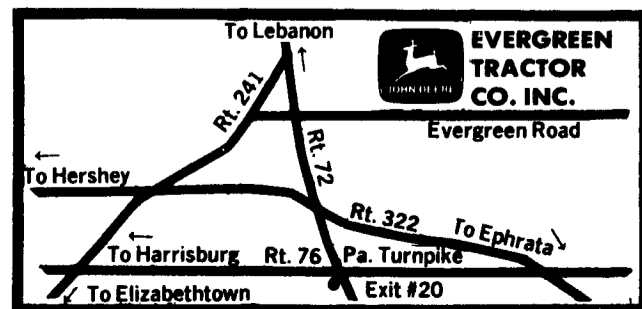 To Lebanon
EVERGREEN
TRACTOR
CO. INC.
JOHN DEERE
Rt. 241
Evergreen Road
Rt. 72
To Hershey
Rt. 322
To Ephrata
To Harrisburg
Rt. 76
Pa. Turnpike
To Elizabethtown
Exit #20